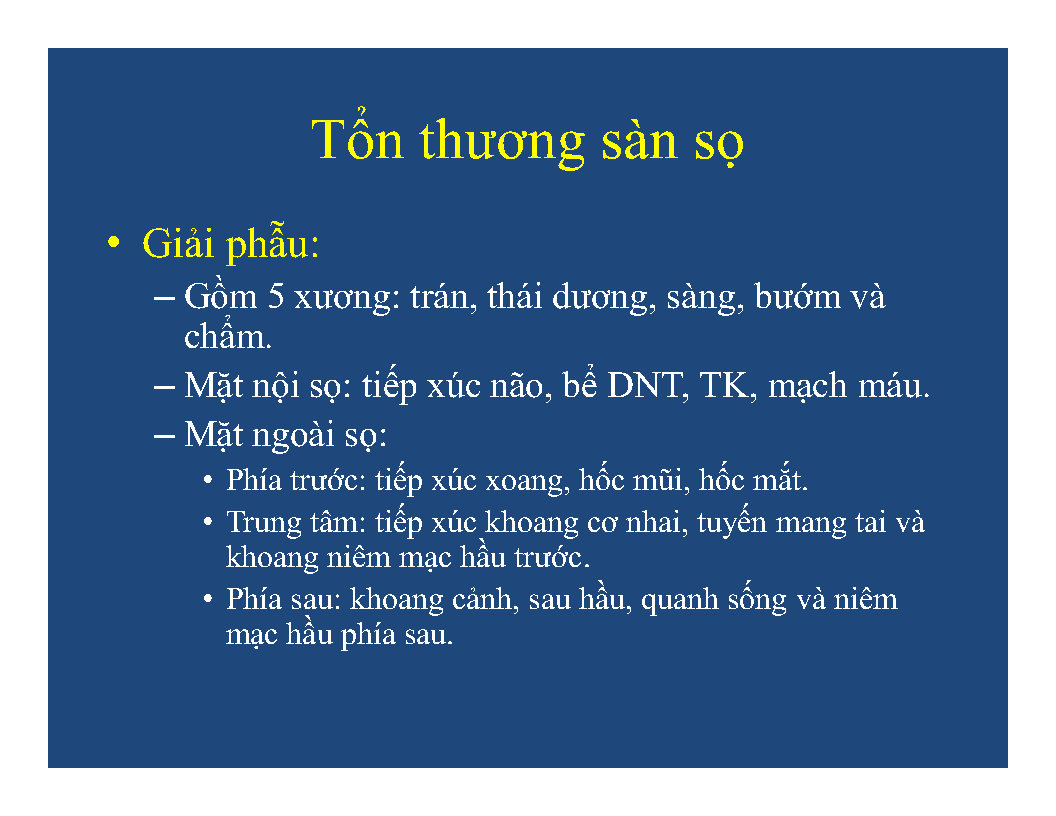 Tổn thương sàn sọ
• Giải phẫu:
– Gồm 5 xương: trán, thái dương, sàng, bướm và
chẩm.
– Mặt nội sọ: tiếp xúc não, bể DNT, TK, mạch máu.
– Mặt ngoài sọ:
• Phía trước: tiếp xúc xoang, hốc mũi, hốc mắt.
• Trung tâm: tiếp xúc khoang cơ nhai, tuyến mang tai và
khoang niêm mạc hầu trước.
• Phía sau: khoang cảnh, sau hầu, quanh sống và niêm
mạc hầu phía sau.